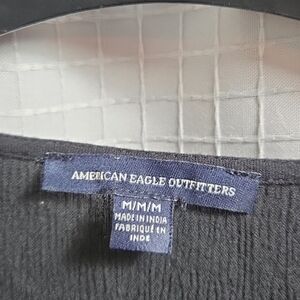 AMERICAN EAGLE OUTFITTERS
M/M/M
MADE IN INDIA
FABRIQUÉ EN
INDE